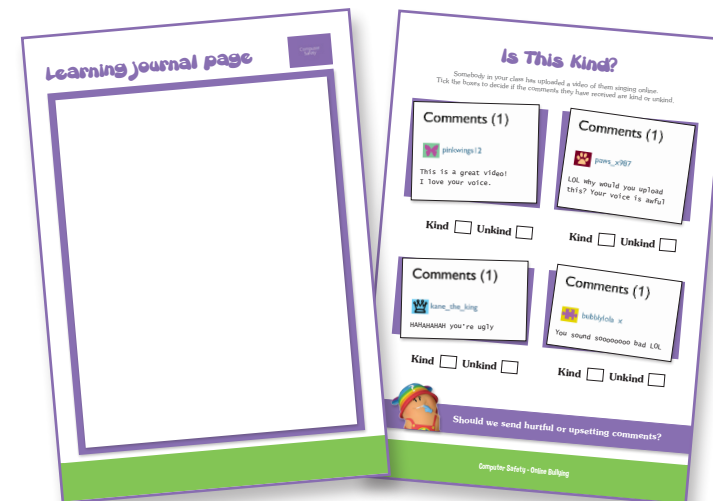 Learning journal page
Computer
Safety
Is This Kind?
Somebody in your class has uploaded a video of them singing online.
Tick the boxes to decide if the comments they have received are kind or unkind.
Comments (1)
pinkwings12
This is a great video!
I love your voice.
Kind Unkind
Comments (1)
paws_x987
LOL why would you upload
this? Your voice is awful
Kind Unkind
Comments (1)
kane_the_king
HAHAHAHAH you're ugly
Kind Unkind
Comments (1)
bubblylola x
You sound soooooooo bad LOL
Kind Unkind
Should we send hurtful or upsetting comments?
Computer Safety - Online Bullying